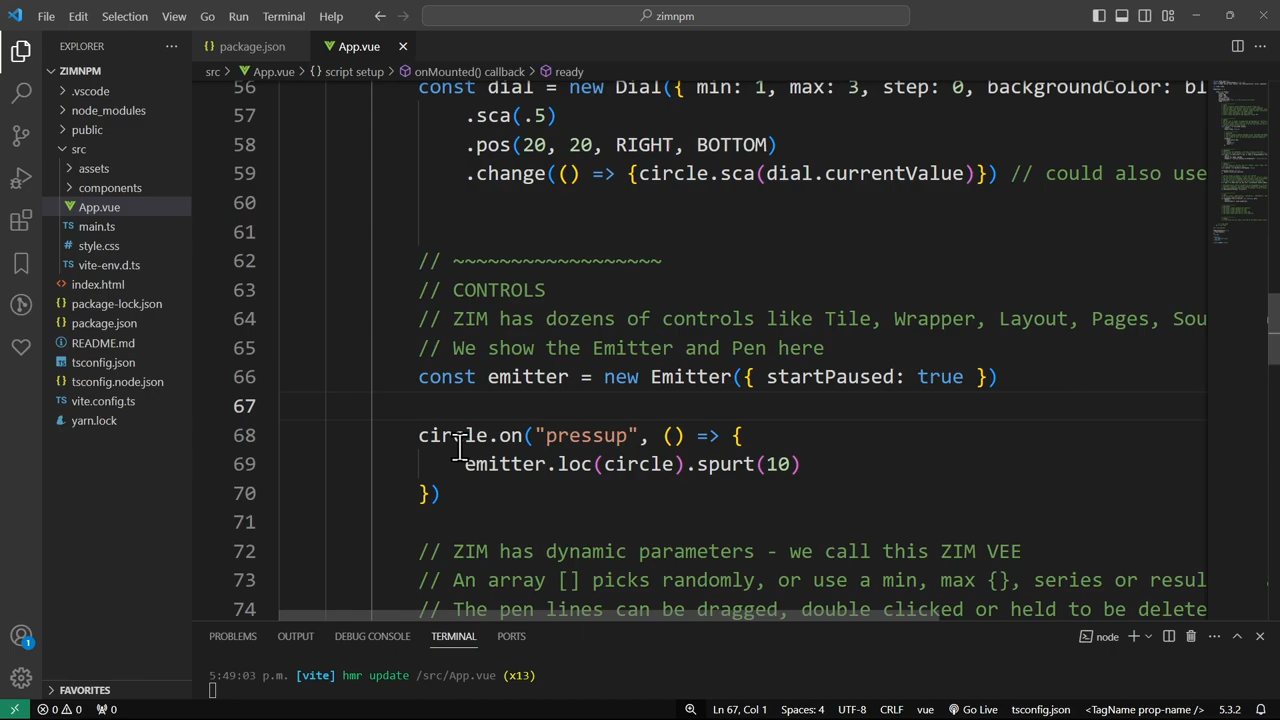 File Edit Selection View Go Run Terminal Help
zimnpm
EXPLORER
package.json
App.vue
ZIMNPM
.vscode
node_modules
public
src
assets
components
App.vue
main.ts
style.css
vite-env.d.ts
index.html
package-lock.json
package.json
README.md
tsconfig.json
tsconfig.node.json
vite.config.ts
yarn.lock
FAVORITES
src > App.vue > {} script setup > onMounted() callback > ready
56 const dial = new Dial({ min: 1, max: 3, step: 0, backgroundColor: bl
57 .sca(.5)
58 .pos(20, 20, RIGHT, BOTTOM)
59 .change(() => {circle.sca(dial.currentValue)}) // could also use
60
61
62 // ~~~~~~~~~~~~~~~~~~
63 // CONTROLS
64 // ZIM has dozens of controls like Tile, Wrapper, Layout, Pages, Sou
65 // We show the Emitter and Pen here
66 const emitter = new Emitter({ startPaused: true })
67
68 circle.on("pressup", () => {
69 emitter.loc(circle).spurt(10)
70 })
71
72 // ZIM has dynamic parameters - we call this ZIM VEE
73 // An array [] picks randomly, or use a min, max {}, series or resul
74 // The pen lines can be dragged, double clicked or held to be delete
PROBLEMS OUTPUT DEBUG CONSOLE TERMINAL PORTS
node
5:49:03 p.m. [vite] hmr update /src/App.vue (x13)
1
0 0 0
Ln 67, Col 1 Spaces: 4 UTF-8 CRLF vue Go Live tsconfig.json <TagName prop-name /> 5.3.2